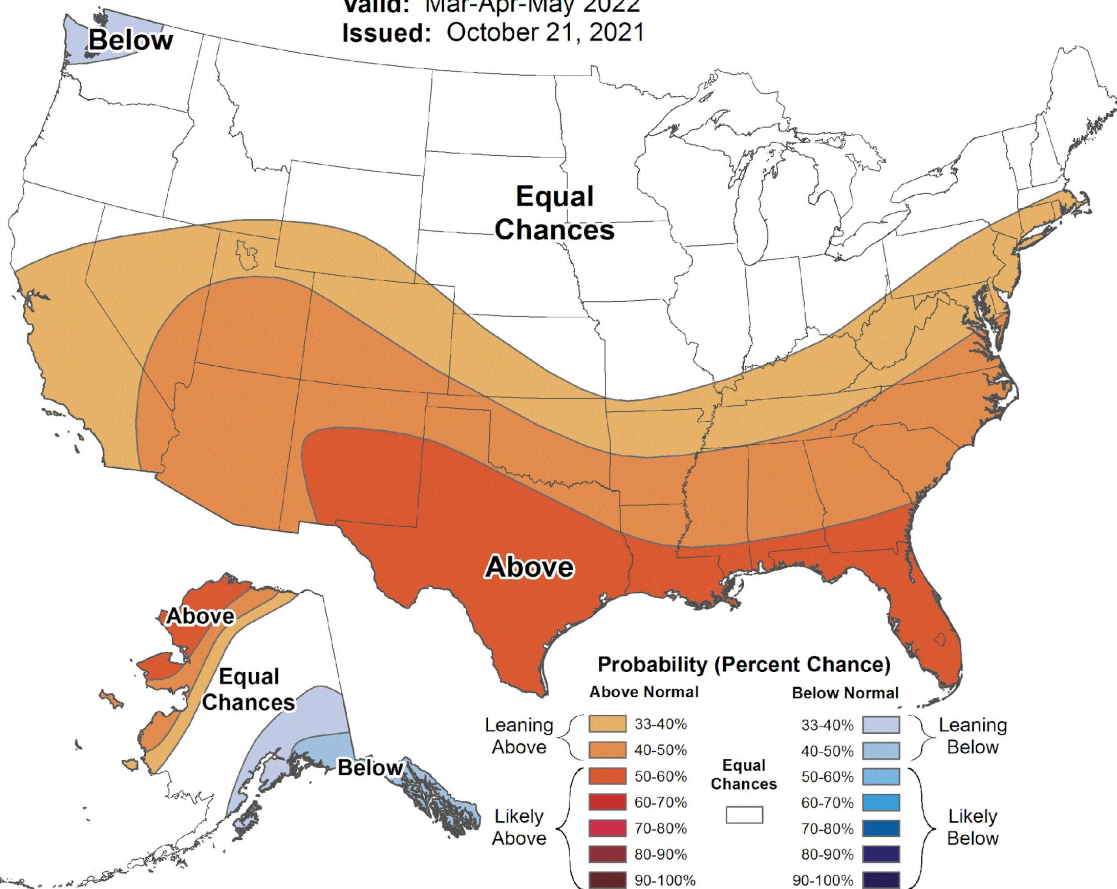 Valid: Mar-Apr-May 2022
Issued: October 21, 2021
Below
Equal
Chances
Above
Above
Equal
Chances
Below
Probability (Percent Chance)
Above Normal
Below Normal
Leaning
Above
33-40%
40-50%
Likely
Above
50-60%
60-70%
70-80%
80-90%
90-100%
Equal
Chances
33-40%
40-50%
Leaning
Below
50-60%
60-70%
70-80%
80-90%
90-100%
Likely
Below